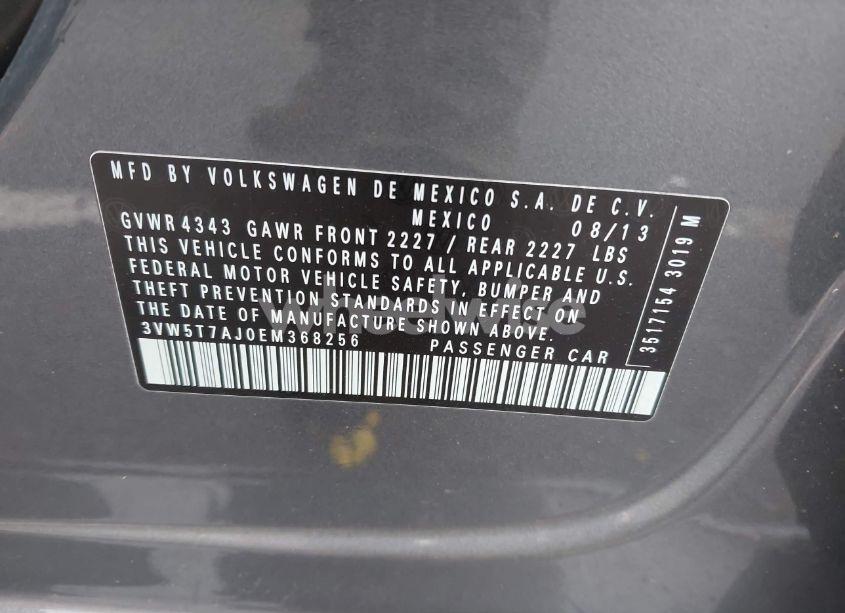 MFD BY VOLKSWAGEN DE MEXICO S.A. DE C.V.
MEXICO 08/13
GVWR 4343 GAWR FRONT 2227 // REAR 2227 LBS
THIS VEHICLE CONFORMS TO ALL APPLICABLE U.S.
FEDERAL MOTOR VEHICLE SAFETY, BUMPER AND
THEFT PREVENTION STANDARDS IN EFFECT ON
THE DATE OF MANUFACTURE SHOWN ABOVE.
3VW5T7AJ0EM368256 PASSENGER CAR
3517154 3019 M